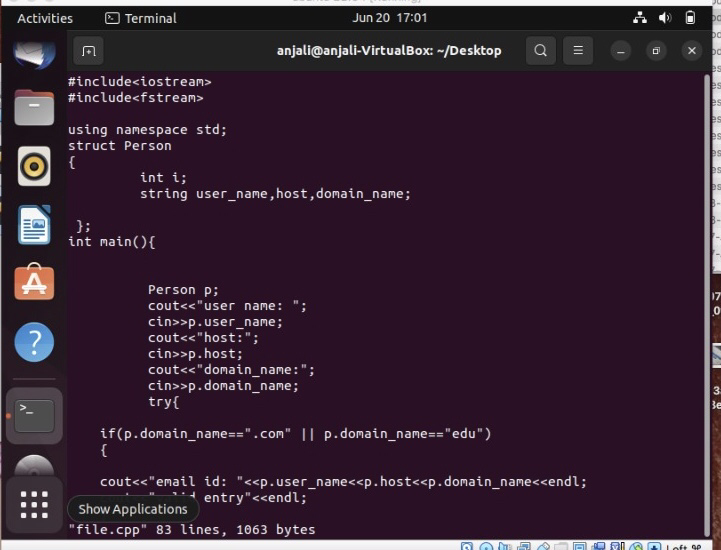 Activities
Terminal
Jun 20 17:01
anjali@anjali-VirtualBox: ~/Desktop
#include<iostream>
#include<fstream>
using namespace std;
struct Person
{
int i;
string user_name,host,domain_name;
};
int main(){
Person p;
cout<<"user name: ";
cin>>p.user_name;
cout<<"host:";
cin>>p.host;
cout<<"domain_name:";
cin>>p.domain_name;
try{
if(p.domain_name==".com" || p.domain_name=="edu")
{
cout<<"email id: "<<p.user_name<<p.host<<p.domain_name<<endl;
entry"<<endl;
Show Applications
"file.cpp" 83 lines, 1063 bytes
Left ⌘